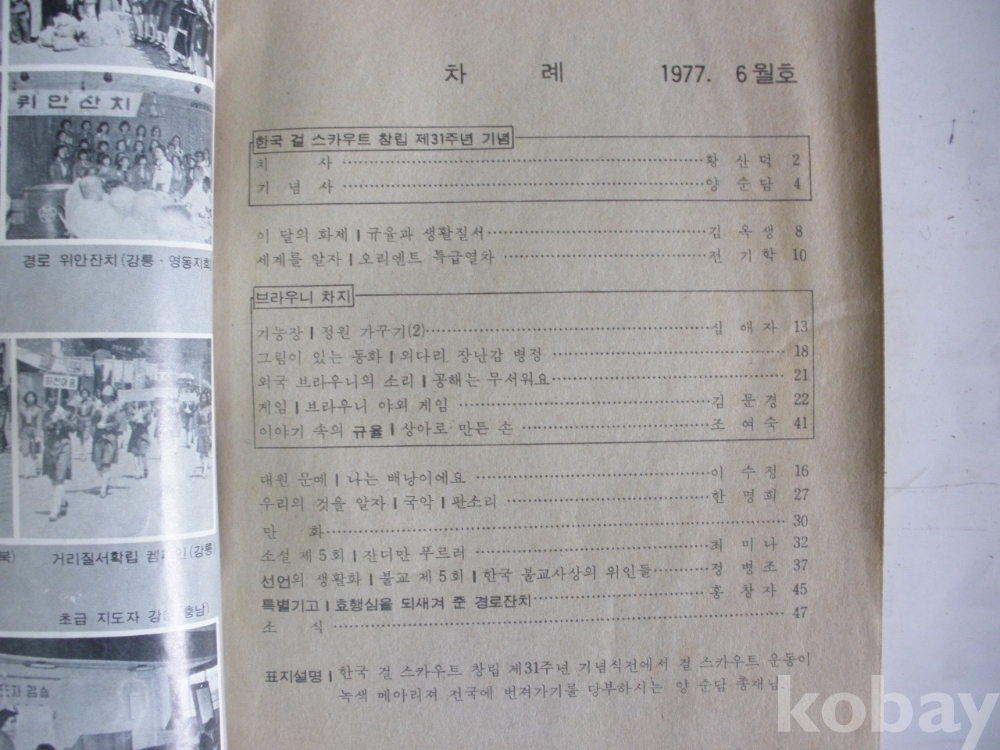 위안잔치
경로 위안잔치(강릉·영동지회
거리질서확립 켐페인(강릉
북)
초급 지도자 강습 충남)
차 례 1977. 6월호
한국 걸 스카우트 창립 제31주년 기념
치 사 황 산 덕 2
기 념 사 양 순 담 4
이 달의 화제 | 규율과 생활질서 김 옥 생 8
세계를 알자 | 오리엔트 특급열차 전 기 학 10
브라우니 차지
기능장 | 정원 가꾸기(2) 심 애 자 13
그림이 있는 동화 | 외다리 장난감 병정 18
외국 브라우니의 소리 | 공해는 무서워요 21
게임 | 브라우니 야외 게임 김 문 경 22
이야기 속의 규율 | 상아로 만든 손 조 여 숙 41
대원 문예 | 나는 배낭이에요 이 수 정 16
우리의 것을 알자 | 국악 | 판소리 한 명 희 27
만 화 30
소설 제5회 | 잔디만 푸르러 최 미 나 32
선언의 생활화 | 불교 제5회 | 한국 불교사상의 위인들 정 병 조 37
특별기고 | 효행심을 되새겨 준 경로잔치 홍 창 자 45
소 식 47
표지설명 | 한국 걸 스카우트 창립 제31주년 기념식전에서 걸 스카우트 운동이
녹색 메아리져 전국에 번져가기를 당부하시는 양 순담 총재님
kobay